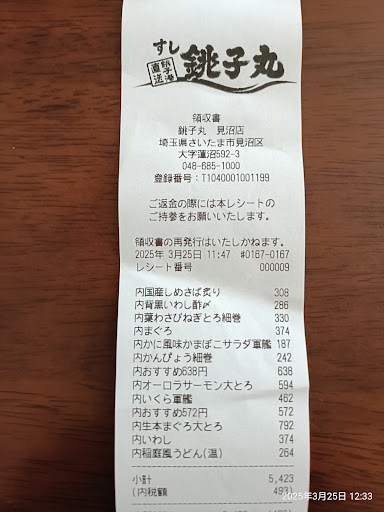 すし 銚子丸
領収書
銚子丸 見沼店
埼玉県さいたま市見沼区
大字蓮沼592-3
048-685-1000
登録番号:T1040001001199
ご返金の際には本レシートの
ご持参をお願いいたします。
領収書の再発行はいたしかねます。
2025年 3月25日 11:47 #0167-0167
レシート番号 000009
内国産しめさば炙り 308
内背黒いわし酢〆 286
内葉わさびねぎとろ細巻 330
内まぐろ 374
内かに風味かまぼこサラダ軍艦 187
内かんぴょう細巻 242
内おすすめ638円 638
内オーロラサーモン大とろ 594
内いくら軍艦 462
内おすすめ572円 572
内生本まぐろ大とろ 792
内いわし 374
内稲庭風うどん(温) 264
小計 5,423
(内税額 493)
2025年3月25日 12:33